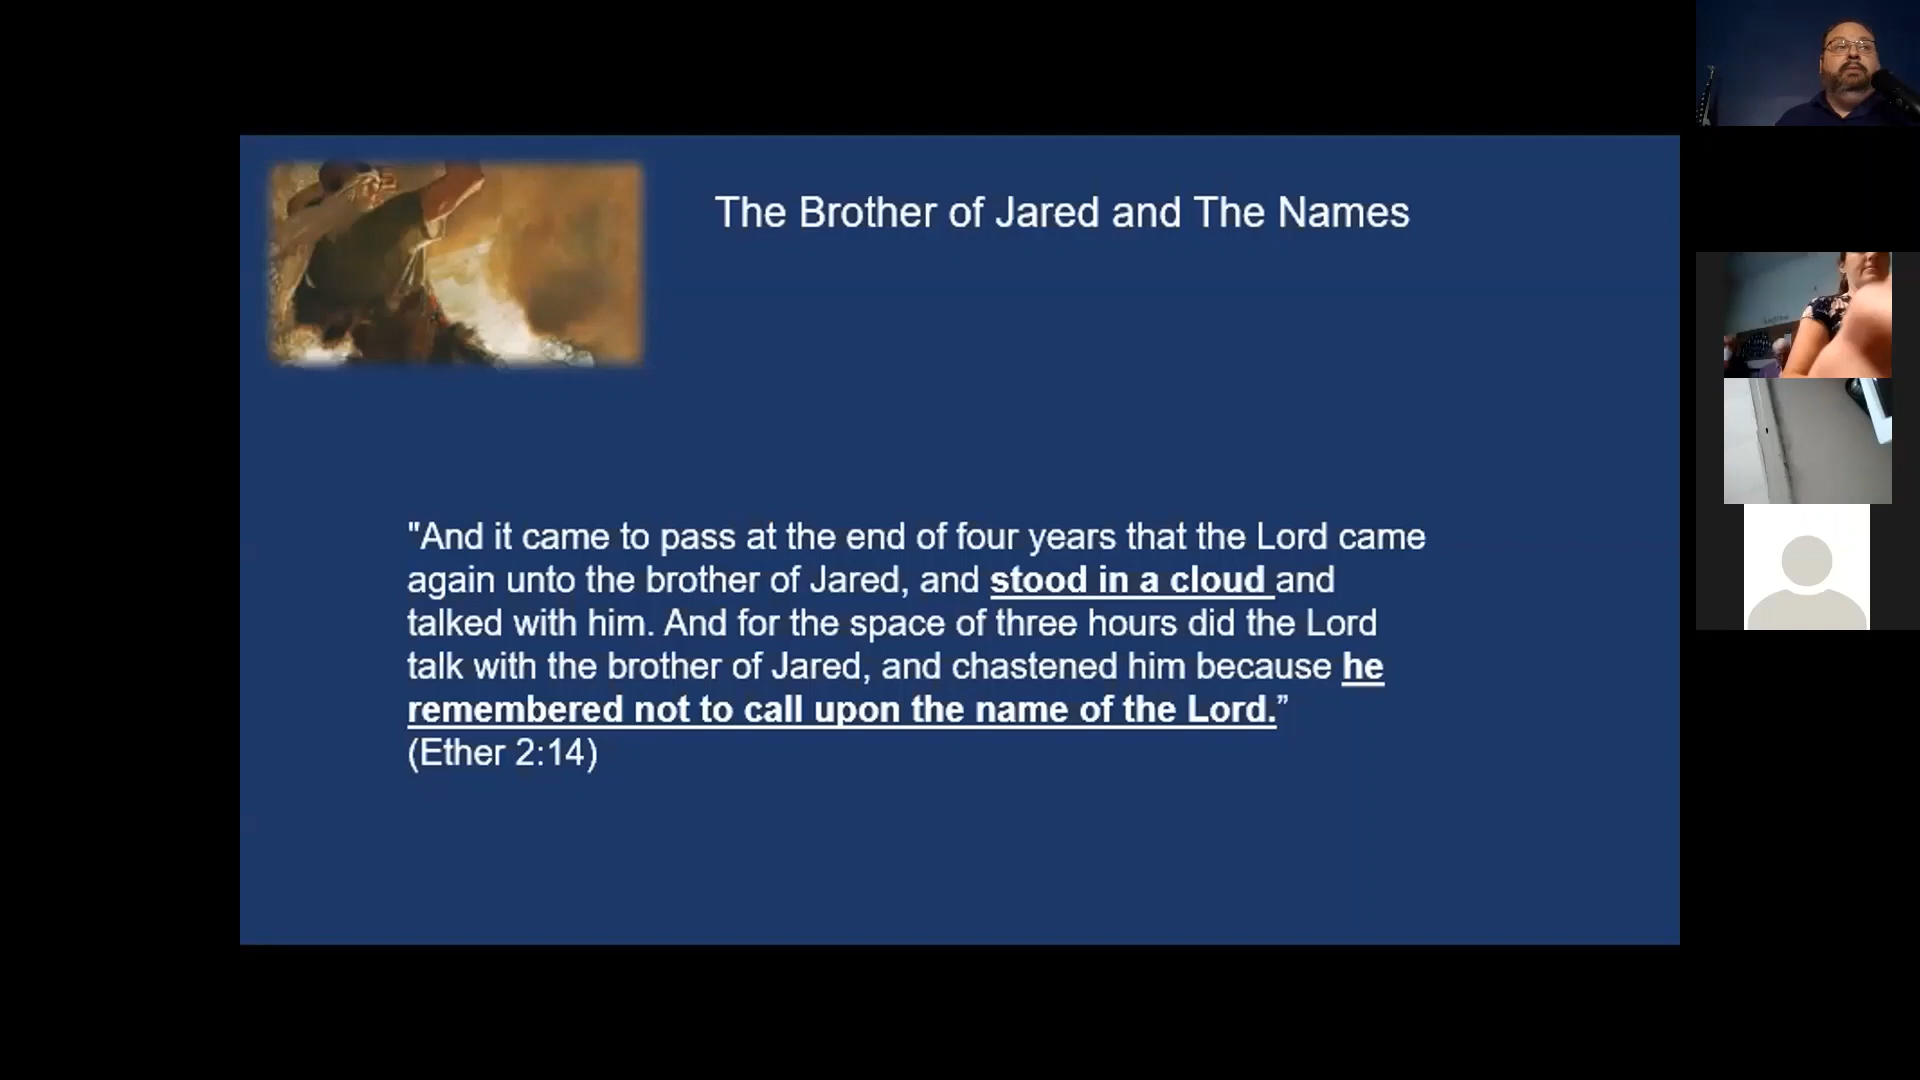 The Brother of Jared and The Names
"And it came to pass at the end of four years that the Lord came
again unto the brother of Jared, and stood in a cloud and
talked with him. And for the space of three hours did the Lord
talk with the brother of Jared, and chastened him because he
remembered not to call upon the name of the Lord.”
(Ether 2:14)